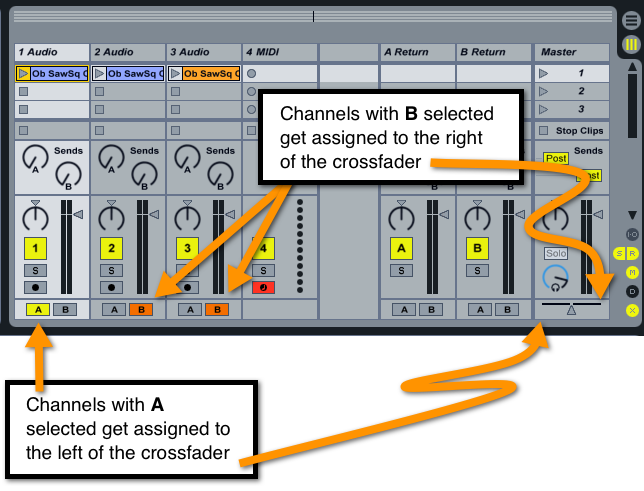 1 Audio 2 Audio 3 Audio 4 MIDI A Return B Return Master
Ob SawSq C Ob SawSq C Ob SawSq C 1
2
3
Stop Clips
Sends Sends Sends Sends
A A A Post
B B B B B
1 2 3 4 A B Solo
S S S S S S
A B A B A B A B A B
I·O
S R
M
D
X
Channels with B selected
get assigned to the right
of the crossfader
Channels with A
selected get assigned to
the left of the crossfader